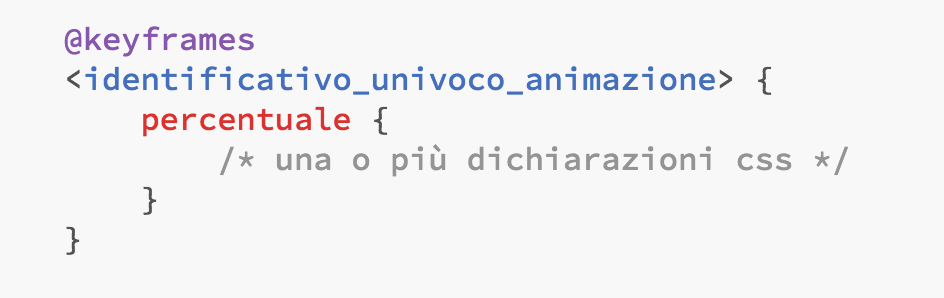 @keyframes
<identificativo_univoco_animazione> {
percentuale {
/* una o più dichiarazioni css */
}
}